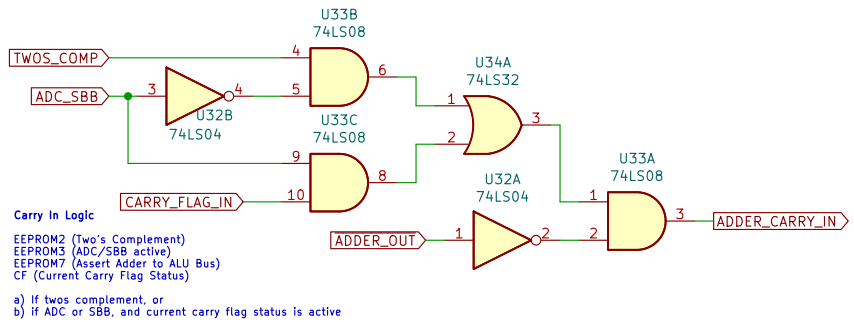 U33B
74LS08
TWOS_COMP
4
5
6
ADC_SBB
3
4
U32B
74LS04
U34A
74LS32
1
2
3
U33C
74LS08
9
10
8
CARRY_FLAG_IN
U33A
74LS08
1
2
3
ADDER_CARRY_IN
U32A
74LS04
ADDER_OUT
1
2
Carry In Logic
EEPROM2 (Two's Complement)
EEPROM3 (ADC/SBB active)
EEPROM7 (Assert Adder to ALU Bus)
CF (Current Carry Flag Status)
a) If twos complement, or
b) if ADC or SBB, and current carry flag status is active